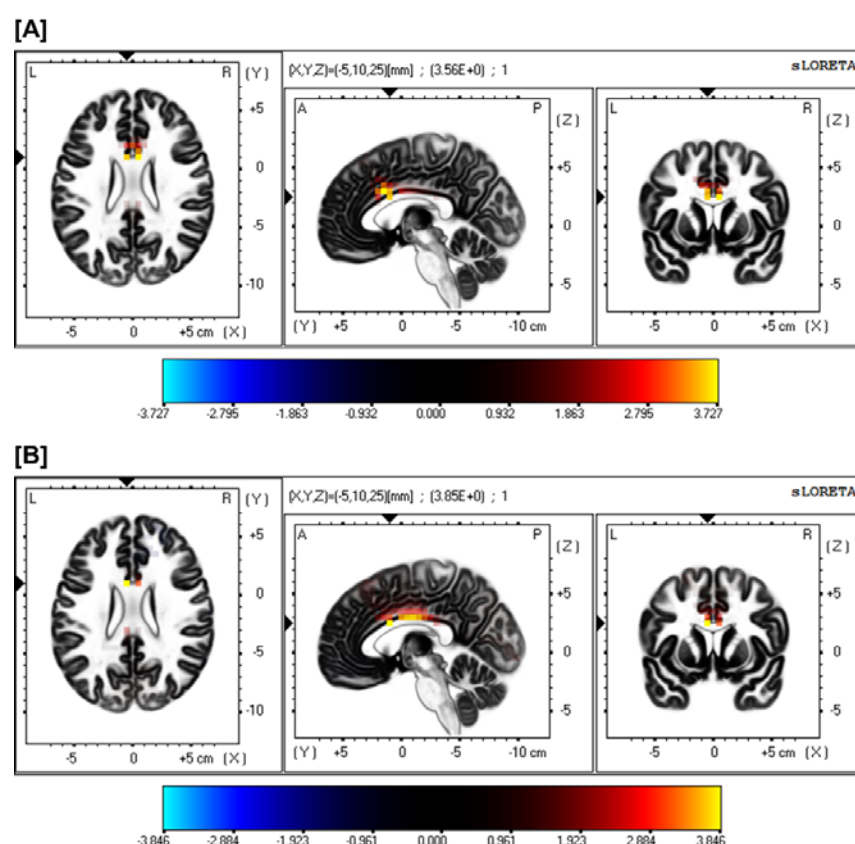 [A]
L R (Y) (X,Y,Z)=(-5,10,25)[mm] ; (3.56E+0) ; 1 sLORETA
A P (Z) L R (Z)
+5 0 -5 -10
+5 0 -5
+5 0 -5
-5 0 +5 cm (X)
(Y) +5 0 -5 -10 cm
-5 0 +5 cm (X)
-3.727 -2.795 -1.863 -0.932 0.000 0.932 1.863 2.795 3.727
[B]
L R (Y) (X,Y,Z)=(-5,10,25)[mm] ; (3.85E+0) ; 1 sLORETA
A P (Z) L R (Z)
+5 0 -5 -10
+5 0 -5
+5 0 -5
-5 0 +5 cm (X)
(Y) +5 0 -5 -10 cm
-5 0 +5 cm (X)
-3.846 -2.884 -1.923 -0.961 0.000 0.961 1.923 2.884 3.846